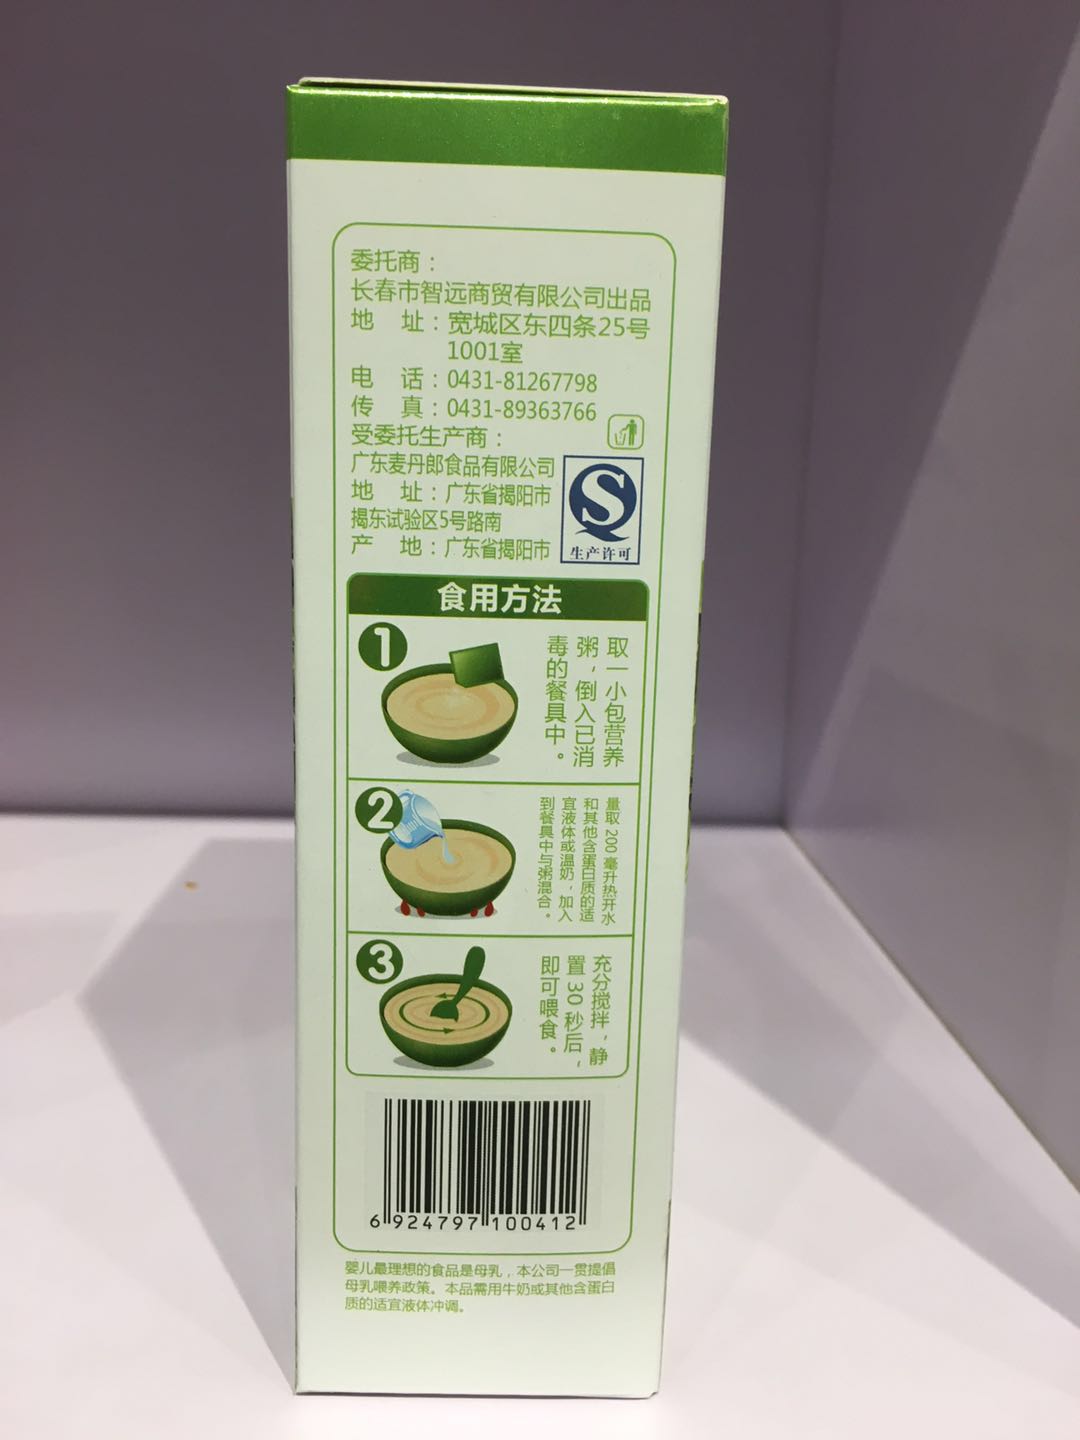 委托商：
长春市智远商贸有限公司出品
地　址：宽城区东四条25号
1001室
电　话：0431-81267798
传　真：0431-89363766
受委托生产商：
广东麦丹郎食品有限公司
地　址：广东省揭阳市
揭东试验区5号路南
产　地：广东省揭阳市
S
生产许可
食用方法
1
取一小包营养
粥，倒入已消
毒的餐具中。
2
量取 200 毫升热开水
和其他含蛋白质的适
宜液体或温奶，加入
到餐具中与粥混合。
3
充分搅拌，静
置 30 秒后，
即可喂食。
6 924797 100412
婴儿最理想的食品是母乳，本公司一贯提倡
母乳喂养政策。本品需用牛奶或其他含蛋白
质的适宜液体冲调。